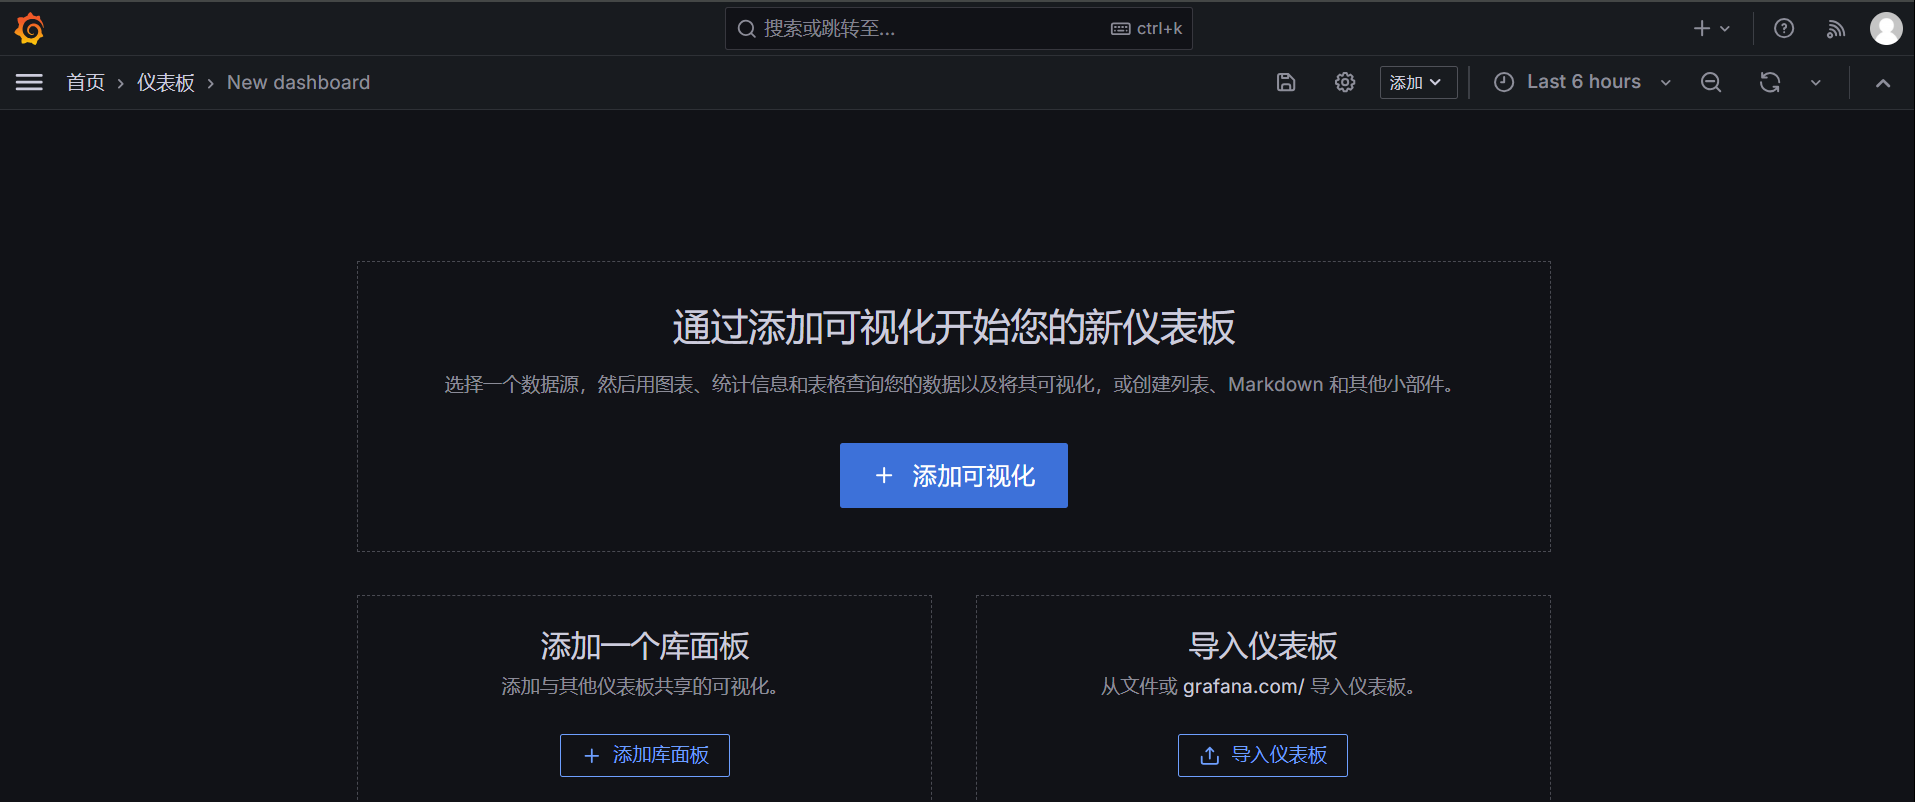 搜索或跳转至... ctrl+k
首页 › 仪表板 › New dashboard 添加 Last 6 hours
通过添加可视化开始您的新仪表板
选择一个数据源，然后用图表、统计信息和表格查询您的数据以及将其可视化，或创建列表、Markdown 和其他小部件。
+ 添加可视化
添加一个库面板
添加与其他仪表板共享的可视化。
+ 添加库面板
导入仪表板
从文件或 grafana.com/ 导入仪表板。
导入仪表板